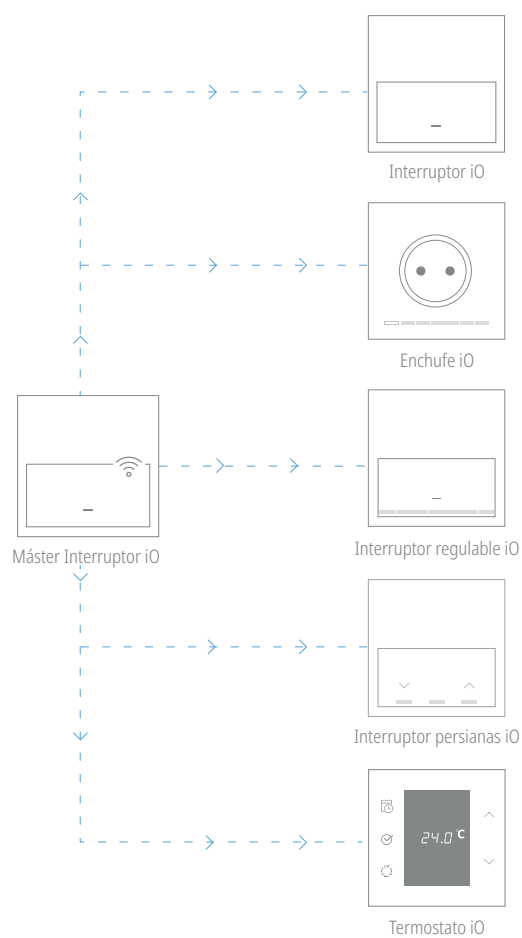 Interruptor iO
Enchufe iO
Máster Interruptor iO
Interruptor regulable iO
Interruptor persianas iO
24.0 °C
Termostato iO